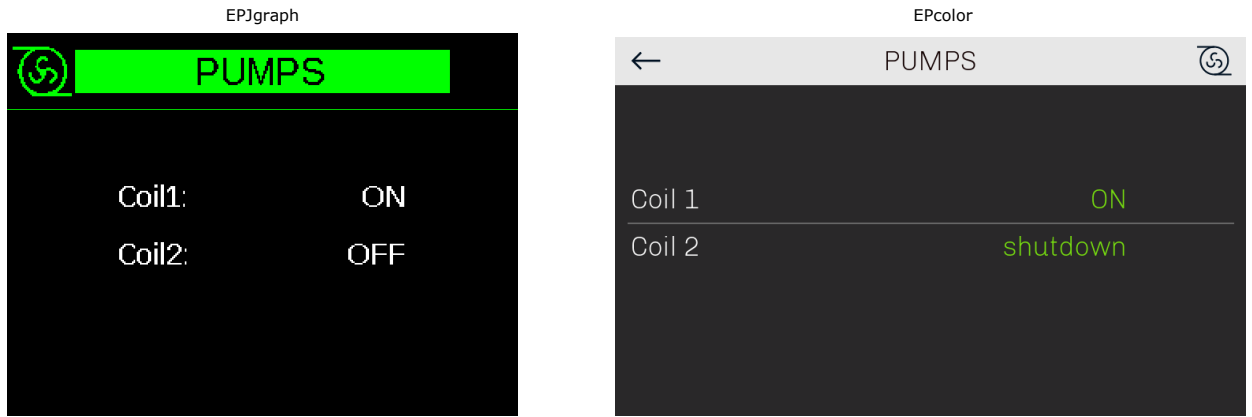 EPJgraph
PUMPS
Coil1: ON
Coil2: OFF
EPcolor
PUMPS
Coil 1 ON
Coil 2 shutdown